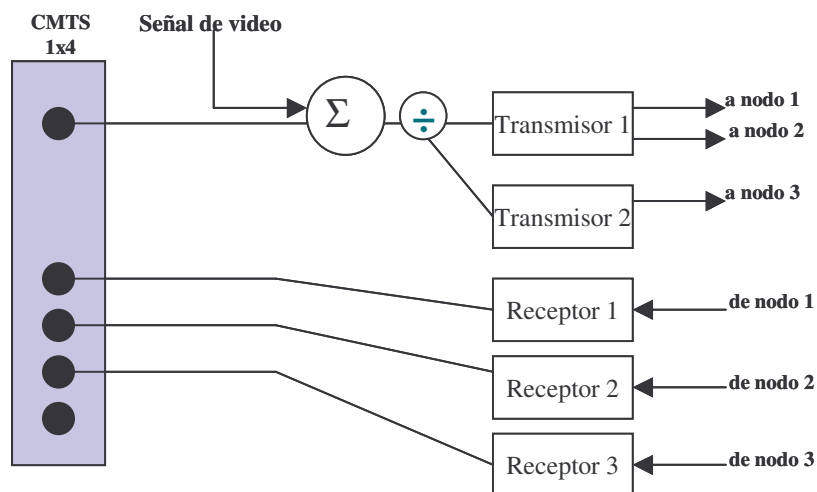 CMTS
1x4
Señal de video
Σ
÷
Transmisor 1
a nodo 1
a nodo 2
Transmisor 2
a nodo 3
Receptor 1
de nodo 1
Receptor 2
de nodo 2
Receptor 3
de nodo 3